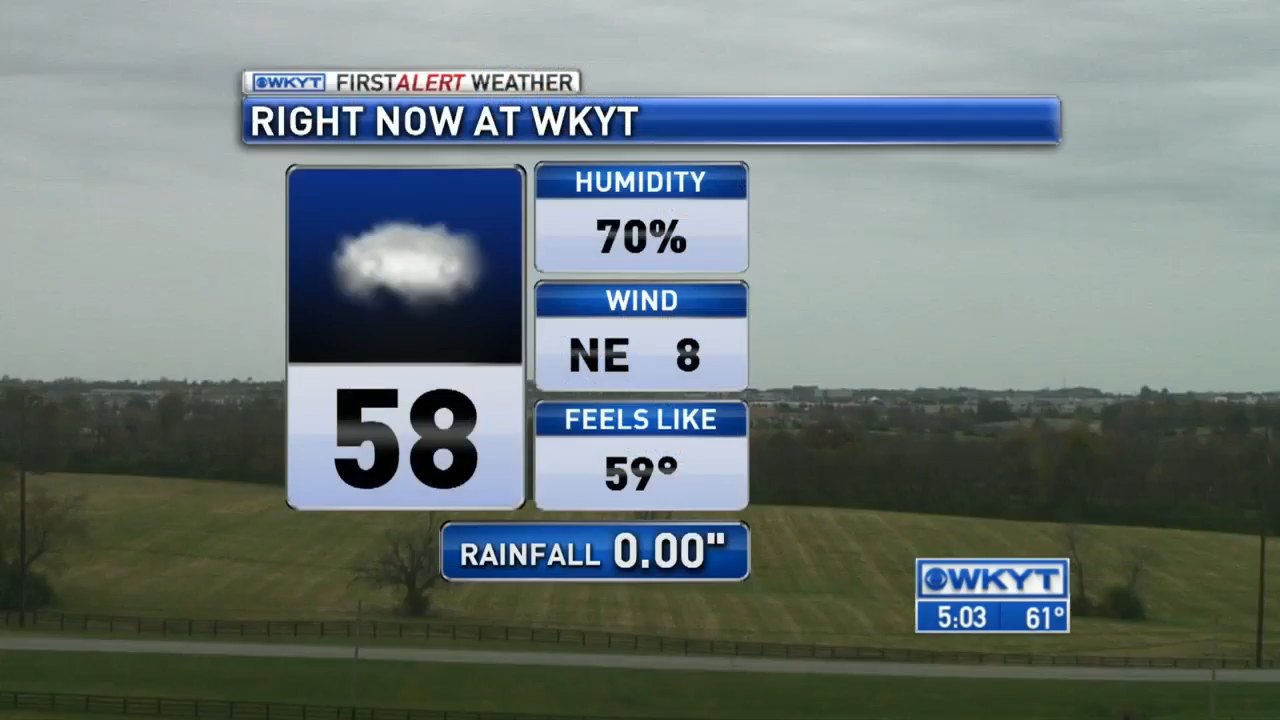 WKYT FIRSTALERT WEATHER
RIGHT NOW AT WKYT
HUMIDITY
70%
WIND
NE 8
58
FEELS LIKE
59°
RAINFALL 0.00"
WKYT
5:03 61°